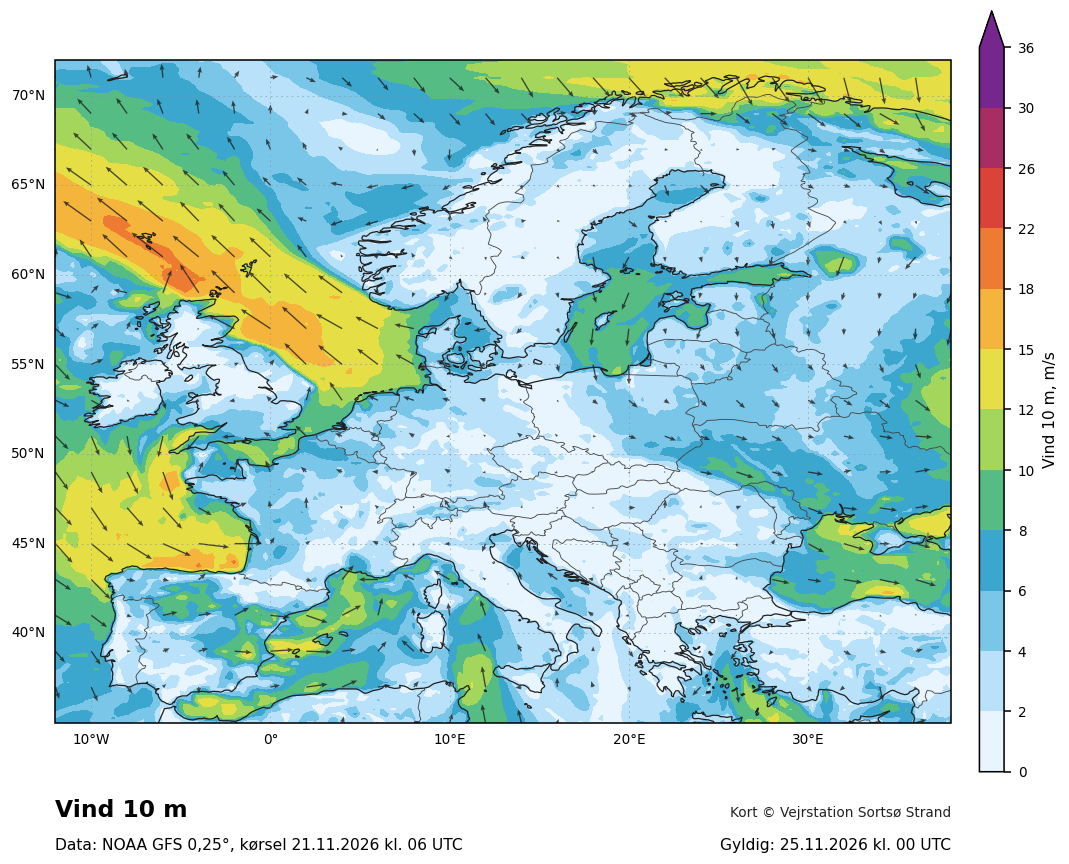 70°N
65°N
60°N
55°N
50°N
45°N
40°N
10°W
0°
10°E
20°E
30°E
36
30
26
22
18
15
12
10
8
6
4
2
0
Vind 10 m, m/s
Vind 10 m
Kort © Vejrstation Sortsø Strand
Data: NOAA GFS 0,25°, kørsel 21.11.2026 kl. 06 UTC
Gyldig: 25.11.2026 kl. 00 UTC